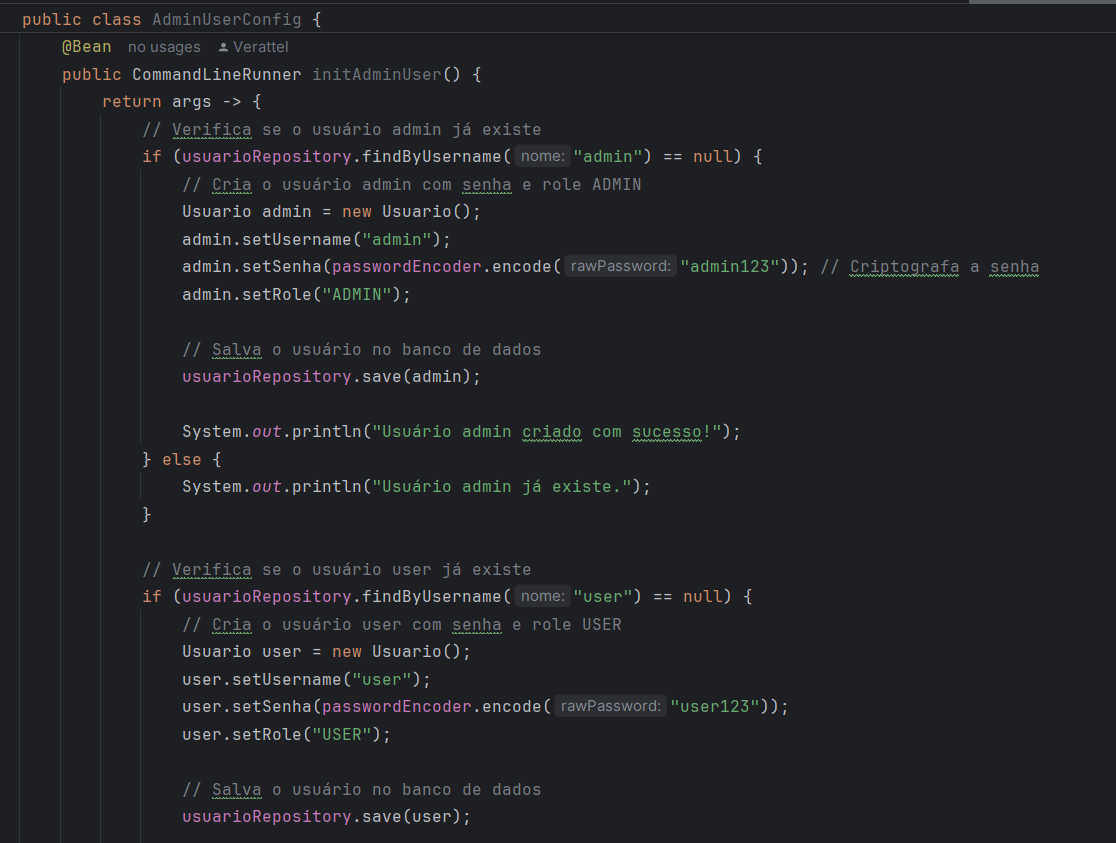 public class AdminUserConfig {
@Bean no usages Verattel
public CommandLineRunner initAdminUser() {
return args -> {
// Verifica se o usuário admin já existe
if (usuarioRepository.findByUsername( nome: "admin") == null) {
// Cria o usuário admin com senha e role ADMIN
Usuario admin = new Usuario();
admin.setUsername("admin");
admin.setSenha(passwordEncoder.encode( rawPassword: "admin123")); // Criptografa a senha
admin.setRole("ADMIN");
// Salva o usuário no banco de dados
usuarioRepository.save(admin);
System.out.println("Usuário admin criado com sucesso!");
} else {
System.out.println("Usuário admin já existe.");
}
// Verifica se o usuário user já existe
if (usuarioRepository.findByUsername( nome: "user") == null) {
// Cria o usuário user com senha e role USER
Usuario user = new Usuario();
user.setUsername("user");
user.setSenha(passwordEncoder.encode( rawPassword: "user123"));
user.setRole("USER");
// Salva o usuário no banco de dados
usuarioRepository.save(user);